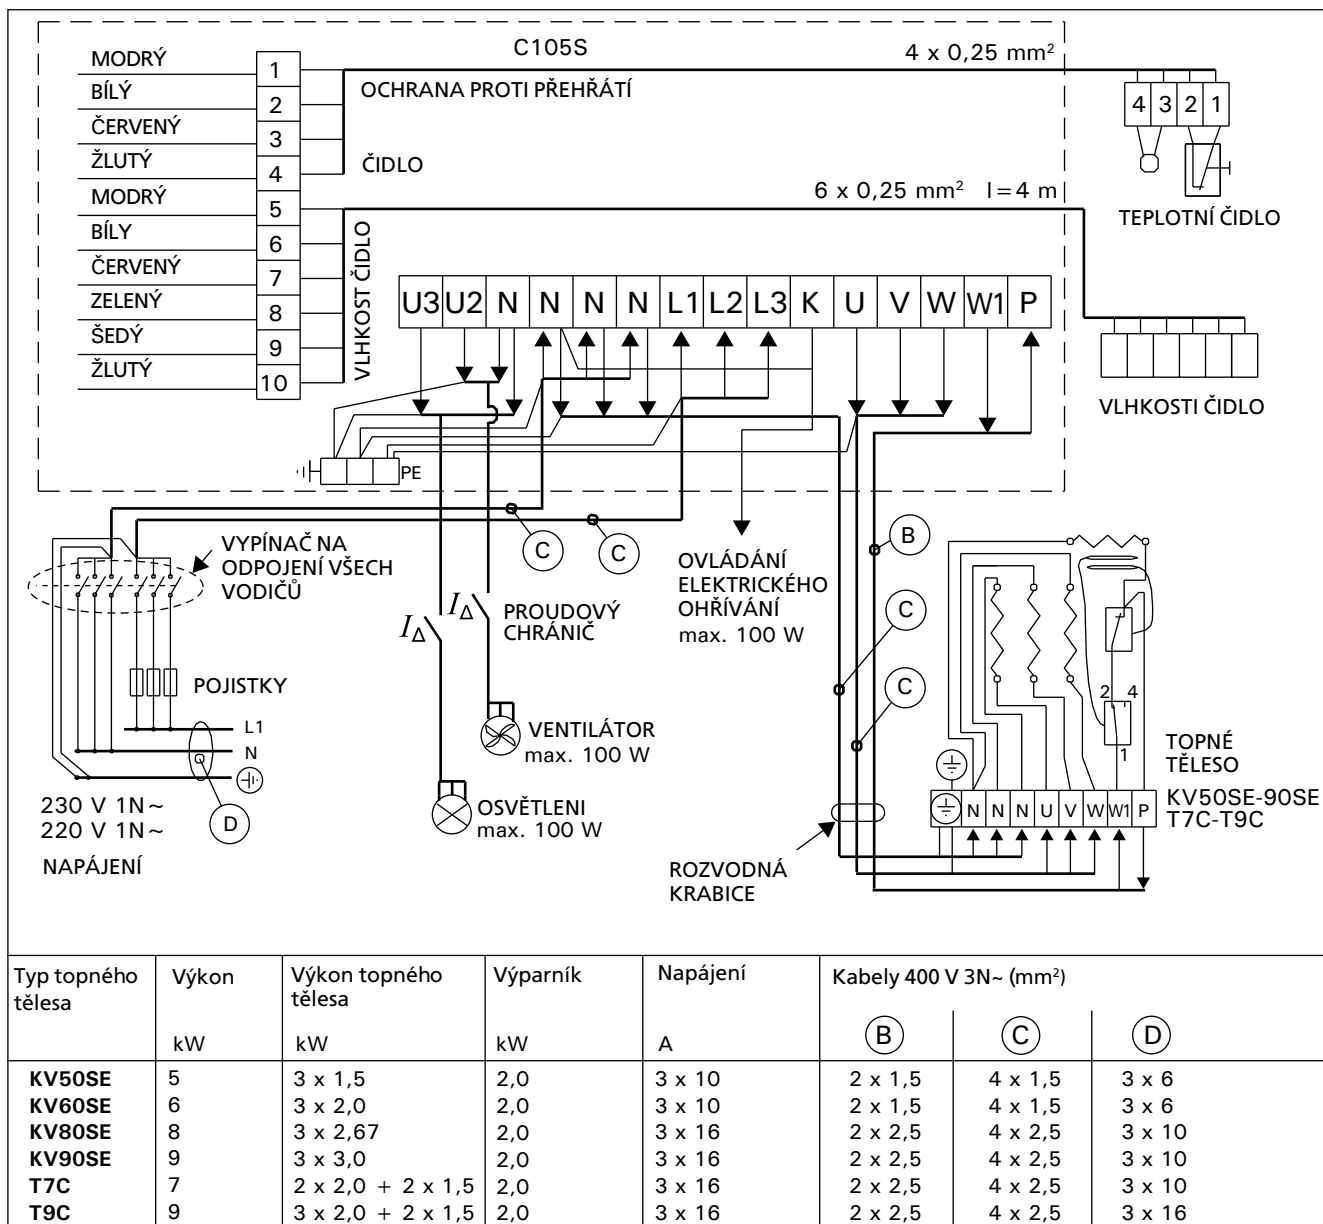 C105S
4 x 0,25 mm²
MODRÝ 1
BÍLÝ 2
ČERVENÝ 3
ŽLUTÝ 4
MODRÝ 5
BÍLY 6
ČERVENÝ 7
ZELENÝ 8
ŠEDÝ 9
ŽLUTÝ 10
OCHRANA PROTI PŘEHŘÁTÍ
ČIDLO
VLHKOST ČIDLO
4 3 2 1
TEPLOTNÍ ČIDLO
6 x 0,25 mm² l=4 m
VLHKOSTI ČIDLO
U3 U2 N N N N L1 L2 L3 K U V W W1 P
PE
C
C
B
C
C
VYPÍNAČ NA
ODPOJENÍ VŠECH
VODIČŮ
I∆
I∆
PROUDOVÝ
CHRÁNIČ
OVLÁDÁNÍ
ELEKTRICKÉHO
OHŘÍVÁNÍ
max. 100 W
POJISTKY
L1
N
D
230 V 1N~
220 V 1N~
NAPÁJENÍ
VENTILÁTOR
max. 100 W
OSVĚTLENI
max. 100 W
ROZVODNÁ
KRABICE
2 4
1
N N N U V W W1 P
TOPNÉ
TĚLESO
KV50SE-90SE
T7C-T9C
Typ topného
tělesa
Výkon
kW
Výkon topného
tělesa
kW
Výparník
kW
Napájení
A
Kabely 400 V 3N~ (mm²)
B C D
KV50SE 5 3 x 1,5 2,0 3 x 10 2 x 1,5 4 x 1,5 3 x 6
KV60SE 6 3 x 2,0 2,0 3 x 10 2 x 1,5 4 x 1,5 3 x 6
KV80SE 8 3 x 2,67 2,0 3 x 16 2 x 2,5 4 x 2,5 3 x 10
KV90SE 9 3 x 3,0 2,0 3 x 16 2 x 2,5 4 x 2,5 3 x 10
T7C 7 2 x 2,0 + 2 x 1,5 2,0 3 x 16 2 x 2,5 4 x 2,5 3 x 10
T9C 9 3 x 2,0 + 2 x 1,5 2,0 3 x 16 2 x 2,5 4 x 2,5 3 x 16